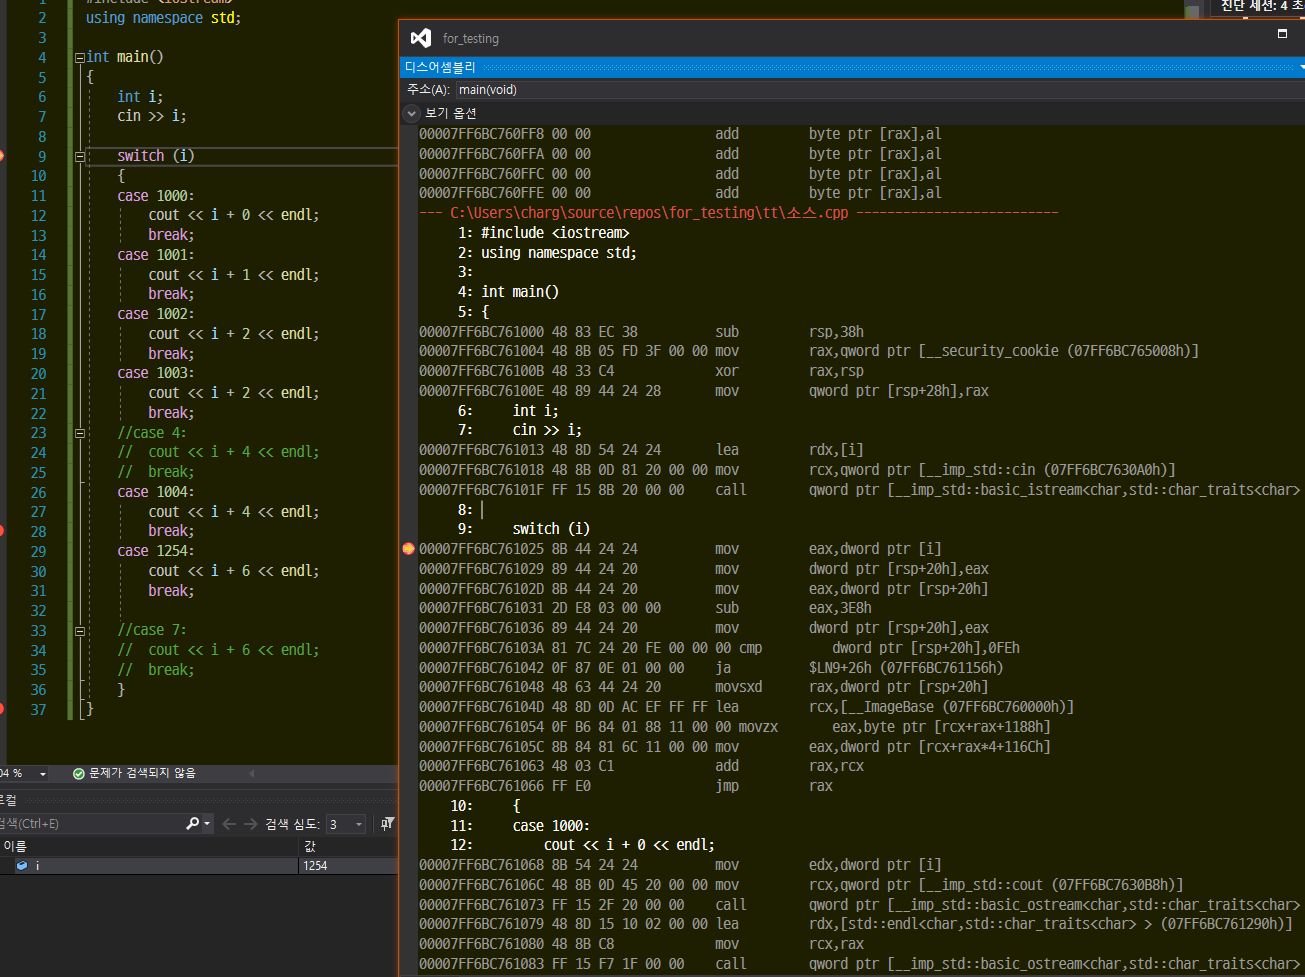 #include <iostream>
2 using namespace std;
3
4 int main()
5 {
6 int i;
7 cin >> i;
8
9 switch (i)
10 {
11 case 1000:
12 cout << i + 0 << endl;
13 break;
14 case 1001:
15 cout << i + 1 << endl;
16 break;
17 case 1002:
18 cout << i + 2 << endl;
19 break;
20 case 1003:
21 cout << i + 2 << endl;
22 break;
23 //case 4:
24 // cout << i + 4 << endl;
25 // break;
26 case 1004:
27 cout << i + 4 << endl;
28 break;
29 case 1254:
30 cout << i + 6 << endl;
31 break;
32
33 //case 7:
34 // cout << i + 6 << endl;
35 // break;
36 }
37 }
04 %
문제가 검색되지 않음
검색(Ctrl+E)
검색 심도: 3
이름 값
i 1254
진단 세션: 4 초
for_testing
디스어셈블리
주소(A): main(void)
보기 옵션
00007FF6BC760FF8 00 00 add byte ptr [rax],al
00007FF6BC760FFA 00 00 add byte ptr [rax],al
00007FF6BC760FFC 00 00 add byte ptr [rax],al
00007FF6BC760FFE 00 00 add byte ptr [rax],al
--- C:\Users\charg\source\repos\for_testing\tt\소스.cpp --------------------------
1: #include <iostream>
2: using namespace std;
3:
4: int main()
5: {
00007FF6BC761000 48 83 EC 38 sub rsp,38h
00007FF6BC761004 48 8B 05 FD 3F 00 00 mov rax,qword ptr [__security_cookie (07FF6BC765008h)]
00007FF6BC76100B 48 33 C4 xor rax,rsp
00007FF6BC76100E 48 89 44 24 28 mov qword ptr [rsp+28h],rax
6: int i;
7: cin >> i;
00007FF6BC761013 48 8D 54 24 24 lea rdx,[i]
00007FF6BC761018 48 8B 0D 81 20 00 00 mov rcx,qword ptr [__imp_std::cin (07FF6BC7630A0h)]
00007FF6BC76101F FF 15 8B 20 00 00 call qword ptr [__imp_std::basic_istream<char,std::char_traits<char>
8:
9: switch (i)
00007FF6BC761025 8B 44 24 24 mov eax,dword ptr [i]
00007FF6BC761029 89 44 24 20 mov dword ptr [rsp+20h],eax
00007FF6BC76102D 8B 44 24 20 mov eax,dword ptr [rsp+20h]
00007FF6BC761031 2D E8 03 00 00 sub eax,3E8h
00007FF6BC761036 89 44 24 20 mov dword ptr [rsp+20h],eax
00007FF6BC76103A 81 7C 24 20 FE 00 00 00 cmp dword ptr [rsp+20h],0FEh
00007FF6BC761042 0F 87 0E 01 00 00 ja $LN9+26h (07FF6BC761156h)
00007FF6BC761048 48 63 44 24 20 movsxd rax,dword ptr [rsp+20h]
00007FF6BC76104D 48 8D 0D AC EF FF FF lea rcx,[__ImageBase (07FF6BC760000h)]
00007FF6BC761054 0F B6 84 01 88 11 00 00 movzx eax,byte ptr [rcx+rax+1188h]
00007FF6BC76105C 8B 84 81 6C 11 00 00 mov eax,dword ptr [rcx+rax*4+116Ch]
00007FF6BC761063 48 03 C1 add rax,rcx
00007FF6BC761066 FF E0 jmp rax
10: {
11: case 1000:
12: cout << i + 0 << endl;
00007FF6BC761068 8B 54 24 24 mov edx,dword ptr [i]
00007FF6BC76106C 48 8B 0D 45 20 00 00 mov rcx,qword ptr [__imp_std::cout (07FF6BC7630B8h)]
00007FF6BC761073 FF 15 2F 20 00 00 call qword ptr [__imp_std::basic_ostream<char,std::char_traits<char>
00007FF6BC761079 48 8D 15 10 02 00 00 lea rdx,[std::endl<char,std::char_traits<char> > (07FF6BC761290h)]
00007FF6BC761080 48 8B C8 mov rcx,rax
00007FF6BC761083 FF 15 F7 1F 00 00 call qword ptr [__imp_std::basic_ostream<char,std::char_traits<char>